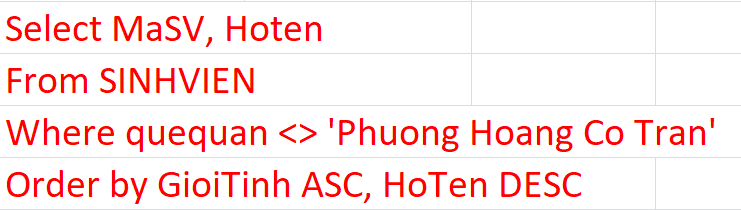 Select MaSV, Hoten
From SINHVIEN
Where quequan <> 'Phuong Hoang Co Tran'
Order by GioiTinh ASC, HoTen DESC